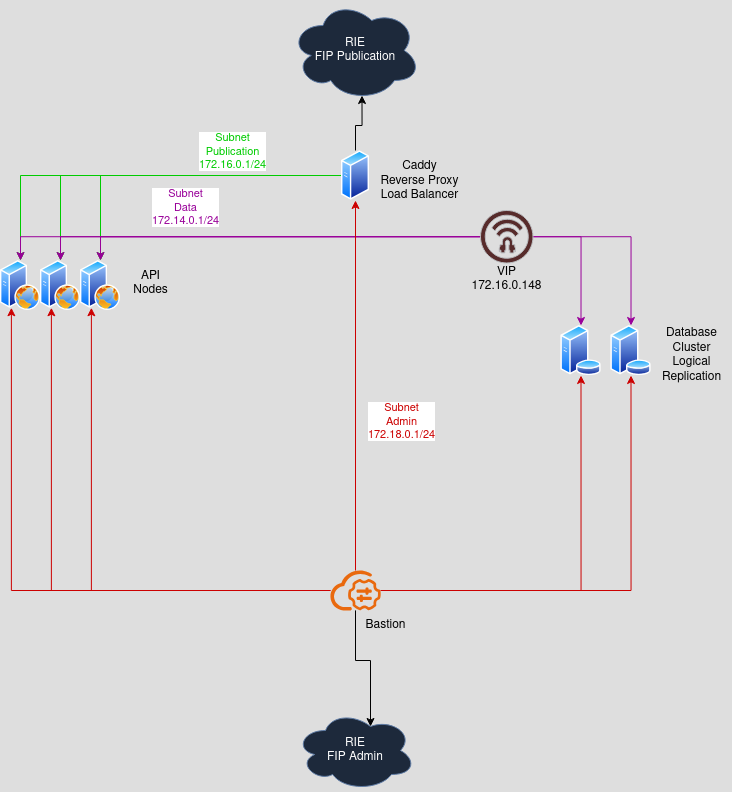 RIE
FIP Publication
Subnet
Publication
172.16.0.1/24
Caddy
Reverse Proxy
Load Balancer
Subnet
Data
172.14.0.1/24
API
Nodes
VIP
172.16.0.148
Database
Cluster
Logical
Replication
Subnet
Admin
172.18.0.1/24
Bastion
RIE
FIP Admin